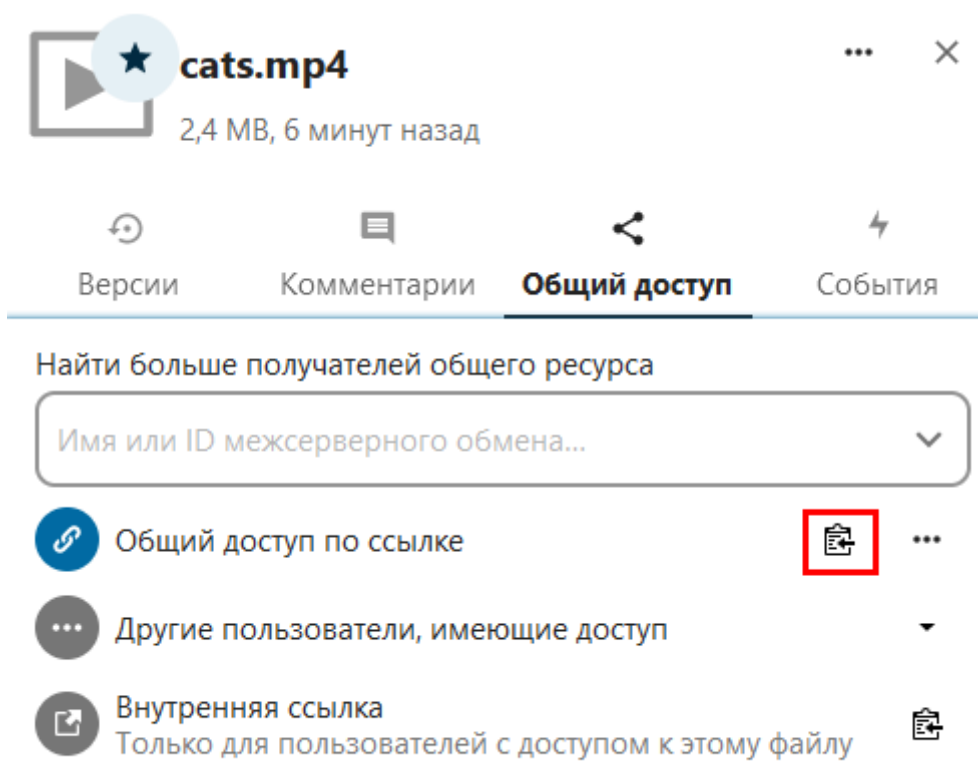 cats.mp4
2,4 MB, 6 минут назад
Версии Комментарии Общий доступ События
Найти больше получателей общего ресурса
Имя или ID межсерверного обмена...
Общий доступ по ссылке
Другие пользователи, имеющие доступ
Внутренняя ссылка
Только для пользователей с доступом к этому файлу